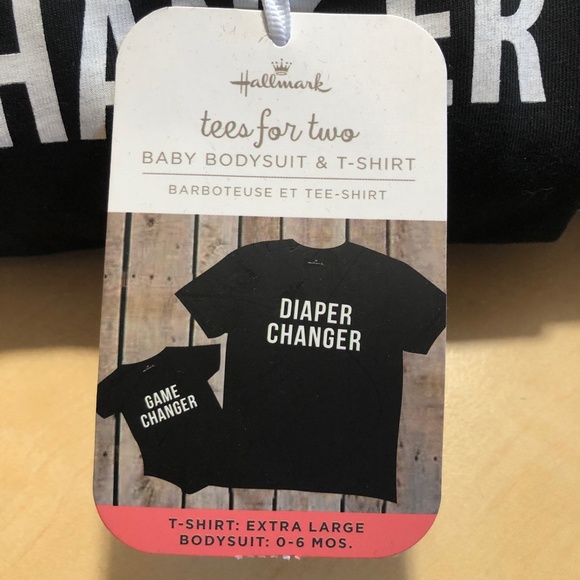 HANGER
Hallmark
tees for two
BABY BODYSUIT & T-SHIRT
BARBOTEUSE ET TEE-SHIRT
DIAPER
CHANGER
GAME
CHANGER
T-SHIRT: EXTRA LARGE
BODYSUIT: 0-6 MOS.